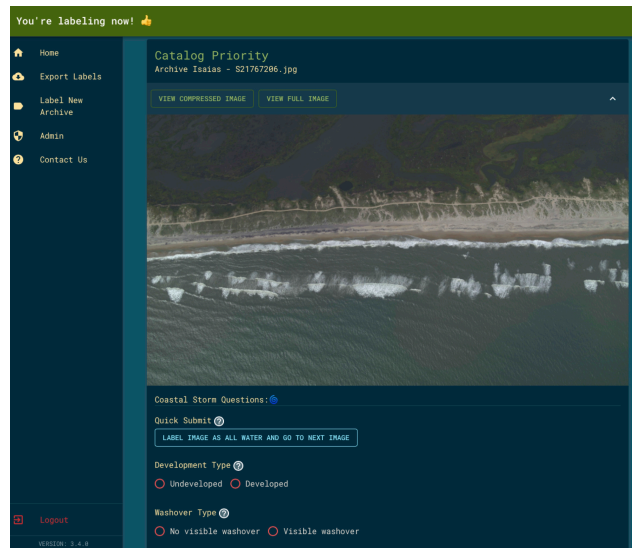 You're labeling now! 👍
Home
Export Labels
Label New
Archive
Admin
Contact Us
Logout
VERSION: 3.4.0
Catalog Priority
Archive Isaias - S21767206.jpg
VIEW COMPRESSED IMAGE VIEW FULL IMAGE
Coastal Storm Questions:🌀
Quick Submit
LABEL IMAGE AS ALL WATER AND GO TO NEXT IMAGE
Development Type
Undeveloped Developed
Washover Type
No visible washover Visible washover